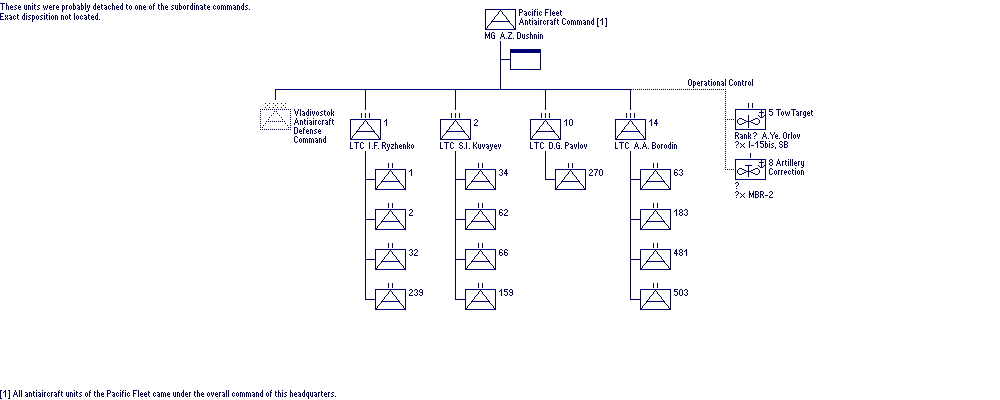 These units were probably detached to one of the subordinate commands.
Exact disposition not located.
Pacific Fleet
Antiaircraft Command [1]
MG A.Z. Dushnin
Operational Control
Vladivostok
Antiaircraft
Defense
Command
1
LTC I.F. Ryzhenko
1
2
32
239
2
LTC S.I. Kuvayev
34
62
66
159
10
LTC D.G. Pavlov
270
14
LTC A.A. Borodin
63
183
481
503
5 Tow Target
Rank ? A.Ye. Orlov
?x I-15bis, SB
8 Artillery
Correction
?
?x MBR-2
[1] All antiaircraft units of the Pacific Fleet came under the overall command of this headquarters.